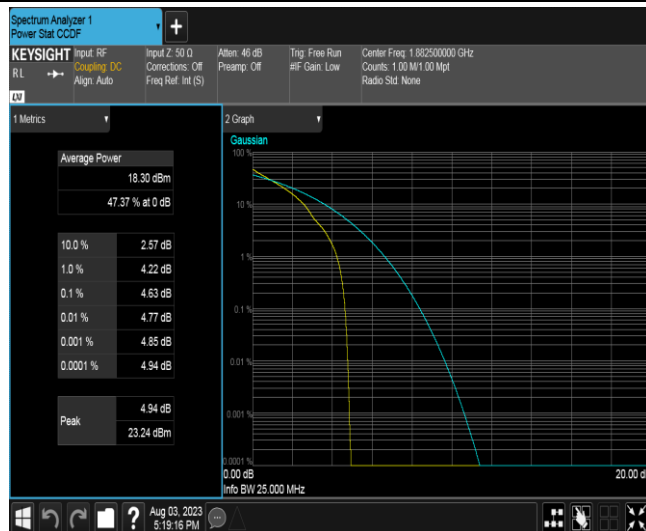 Spectrum Analyzer 1
Power Stat CCDF
+
KEYSIGHT
RL
LXI
Input: RF
Coupling: DC
Align: Auto
Input Z: 50 Ω
Corrections: Off
Freq Ref: Int (S)
Atten: 46 dB
Preamp: Off
Trig: Free Run
#IF Gain: Low
Center Freq: 1.882500000 GHz
Counts: 1.00 M/1.00 Mpt
Radio Std: None
1 Metrics
Average Power
18.30 dBm
47.37 % at 0 dB
10.0 % 2.57 dB
1.0 % 4.22 dB
0.1 % 4.63 dB
0.01 % 4.77 dB
0.001 % 4.85 dB
0.0001 % 4.94 dB
Peak
4.94 dB
23.24 dBm
2 Graph
Gaussian
100 %
10 %
1 %
0.1 %
0.01 %
0.001 %
0.0001 %
0.00 dB
20.00 d
Info BW 25.000 MHz
?
Aug 03, 2023
5:19:16 PM